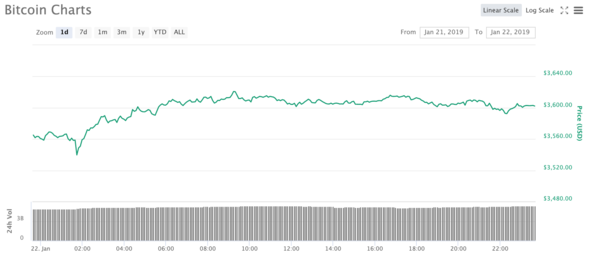 Bitcoin Charts
Linear Scale Log Scale
Zoom 1d 7d 1m 3m 1y YTD ALL
From Jan 21, 2019 To Jan 22, 2019
$3,640.00
$3,600.00
$3,560.00
$3,520.00
$3,480.00
Price (USD)
24h Vol
3B
0
22. Jan 02:00 04:00 06:00 08:00 10:00 12:00 14:00 16:00 18:00 20:00 22:00